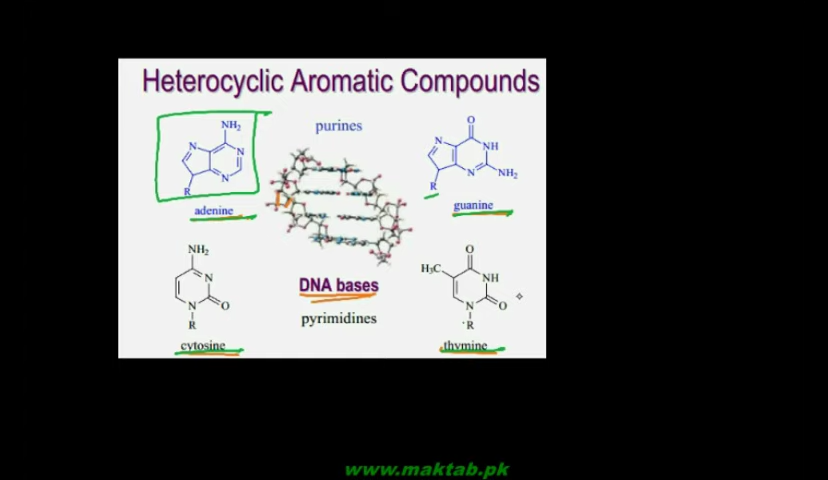 Heterocyclic Aromatic Compounds
NH₂
N
N
N
R
adenine
purines
O
N
NH
N
NH₂
R
guanine
NH₂
N
N
O
R
cytosine
DNA bases
pyrimidines
O
H₃C
NH
N
O
R
thymine
www.maktab.pk